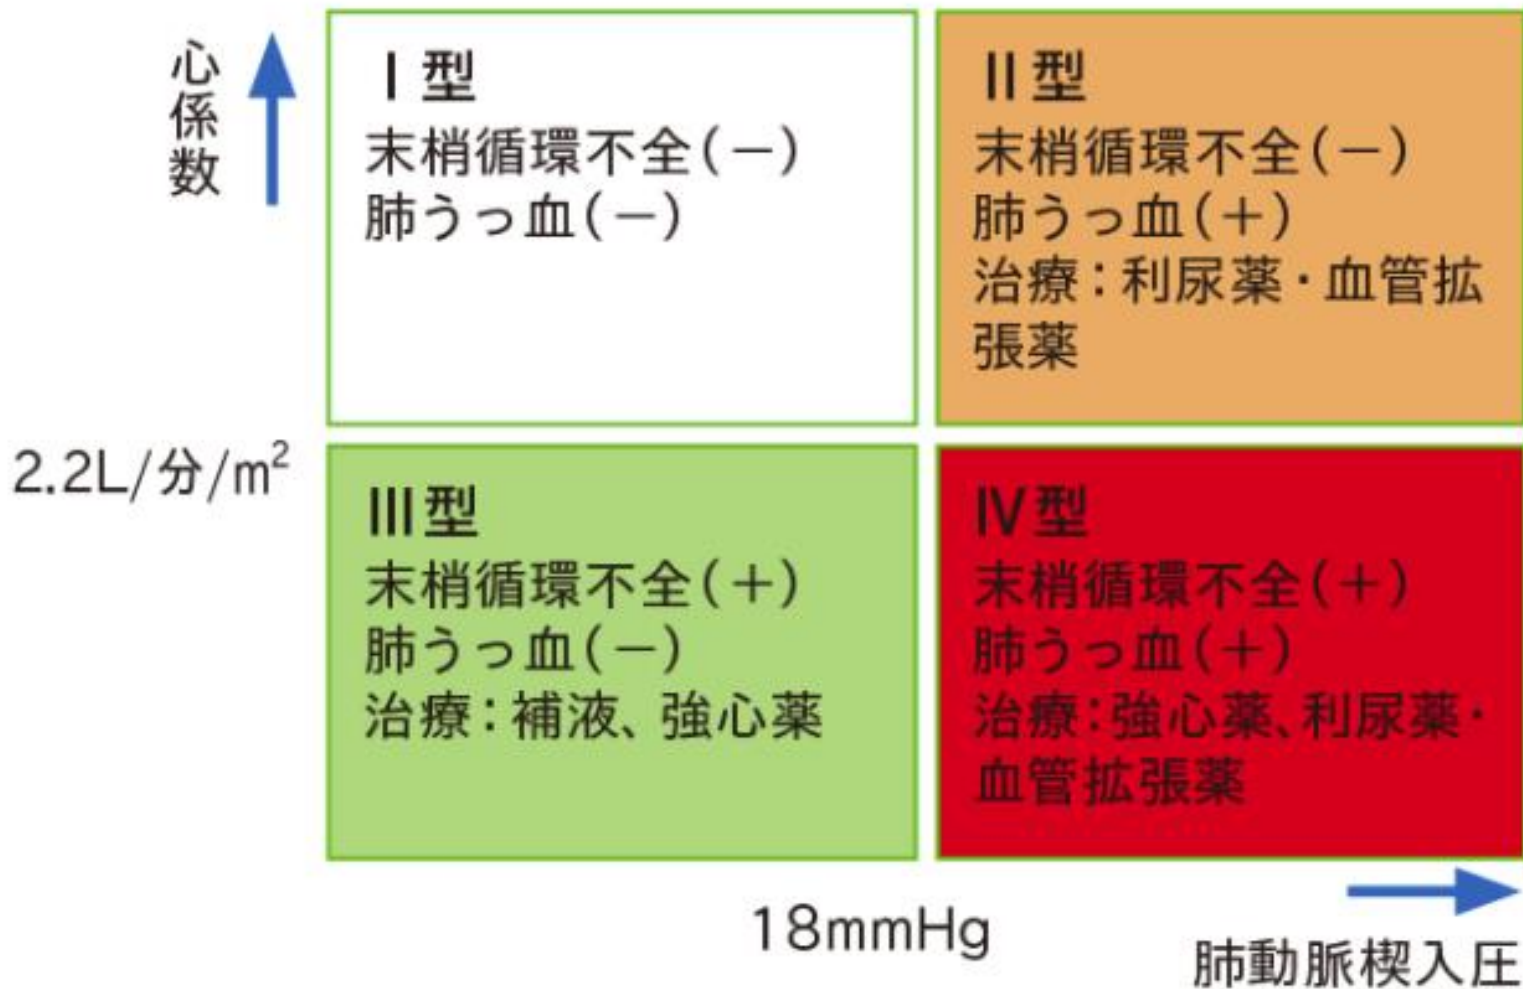 心係数
Ⅰ型
末梢循環不全(−)
肺うっ血(−)
Ⅱ型
末梢循環不全(−)
肺うっ血(+)
治療：利尿薬・血管拡
張薬
2.2L/分/m²
Ⅲ型
末梢循環不全(+)
肺うっ血(−)
治療：補液、強心薬
Ⅳ型
末梢循環不全(+)
肺うっ血(+)
治療：強心薬、利尿薬・
血管拡張薬
18mmHg
肺動脈楔入圧